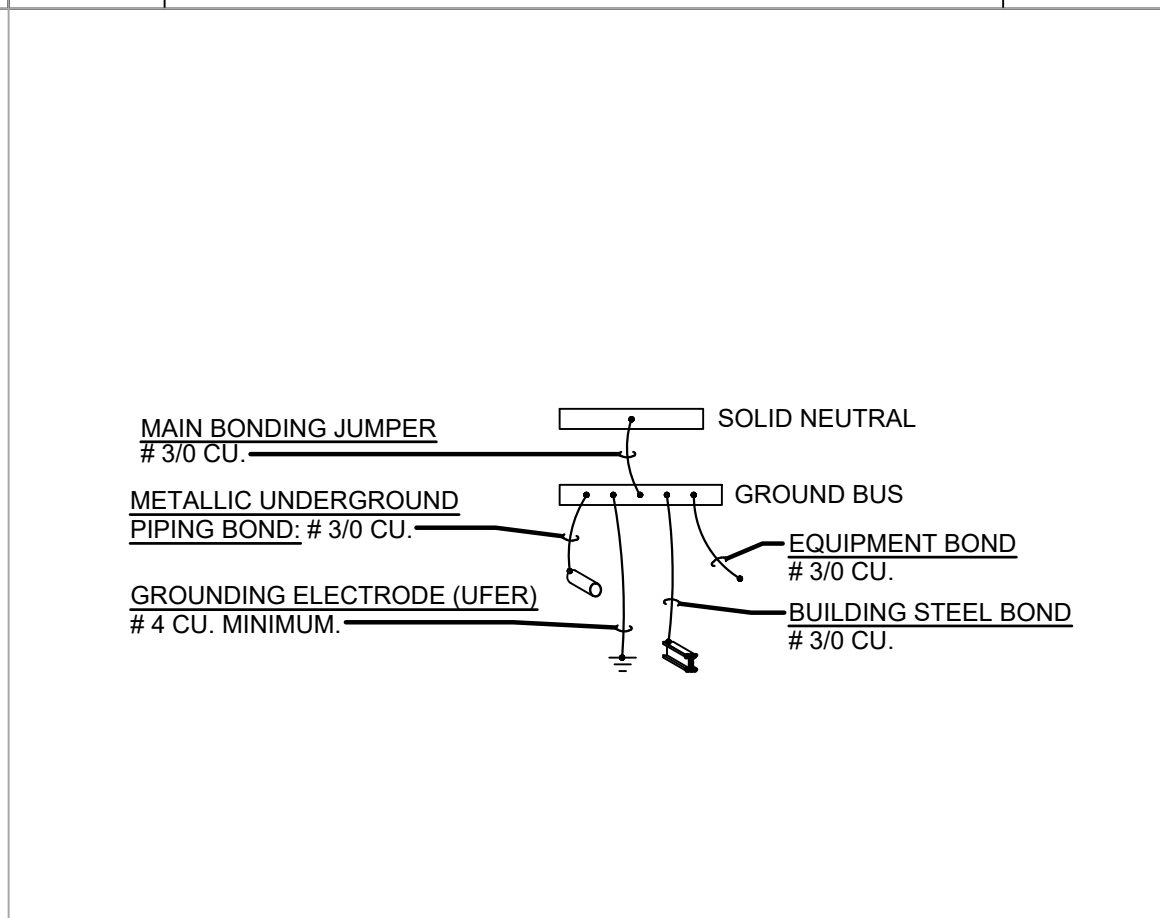 SOLID NEUTRAL
MAIN BONDING JUMPER
# 3/0 CU.
METALLIC UNDERGROUND
PIPING BOND: # 3/0 CU.
GROUND BUS
EQUIPMENT BOND
# 3/0 CU.
GROUNDING ELECTRODE (UFER)
# 4 CU. MINIMUM.
BUILDING STEEL BOND
# 3/0 CU.